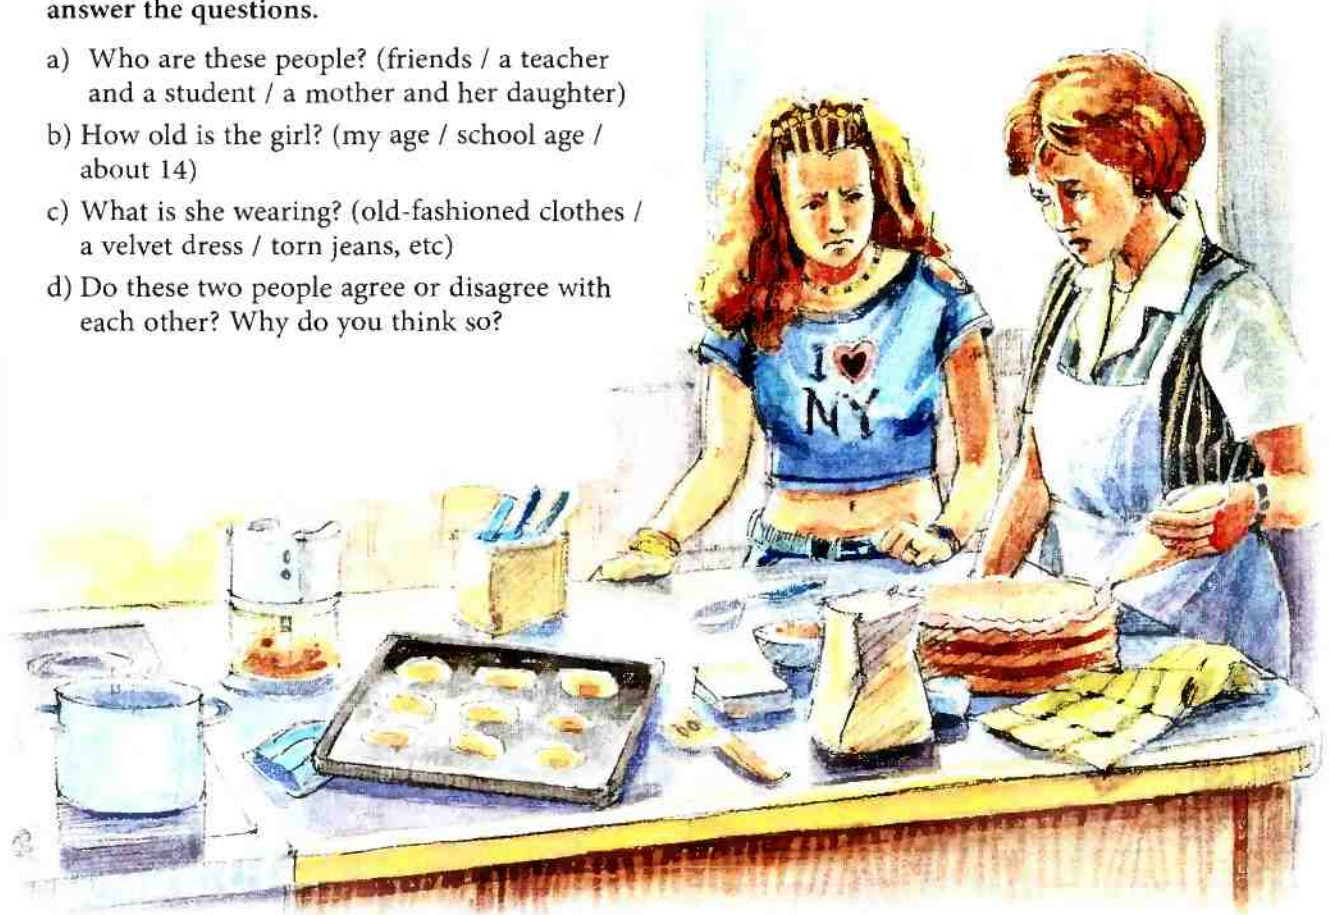 answer the questions.
a) Who are these people? (friends / a teacher
and a student / a mother and her daughter)
b) How old is the girl? (my age / school age /
about 14)
c) What is she wearing? (old-fashioned clothes /
a velvet dress / torn jeans, etc)
d) Do these two people agree or disagree with
each other? Why do you think so?
I ♥
NY